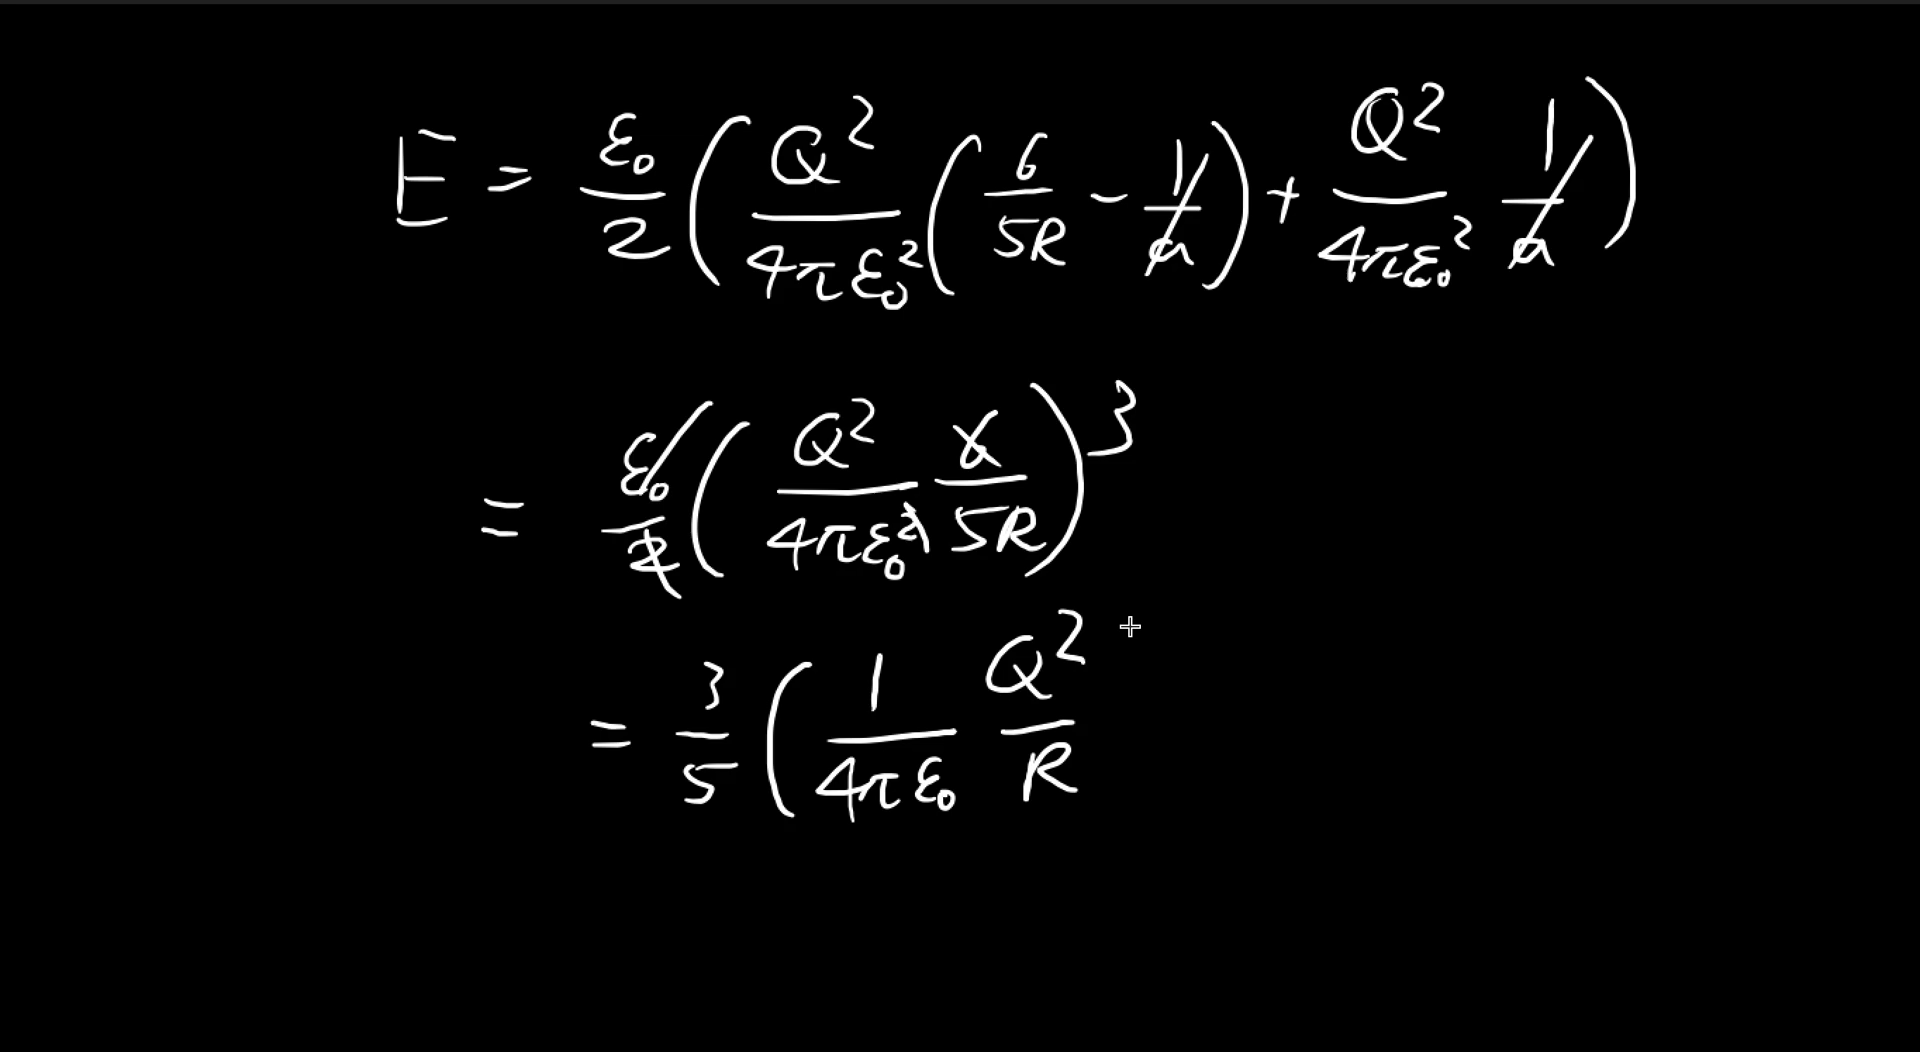 E = ε₀/2 ( Q²/4πε₀² ( 6/5R − 1/a ) + Q²/4πε₀² 1/a )
= ε₀/2 ( Q²/4πε₀² 6/5R ) 3
= 3/5 ( 1/4πε₀ Q²/R